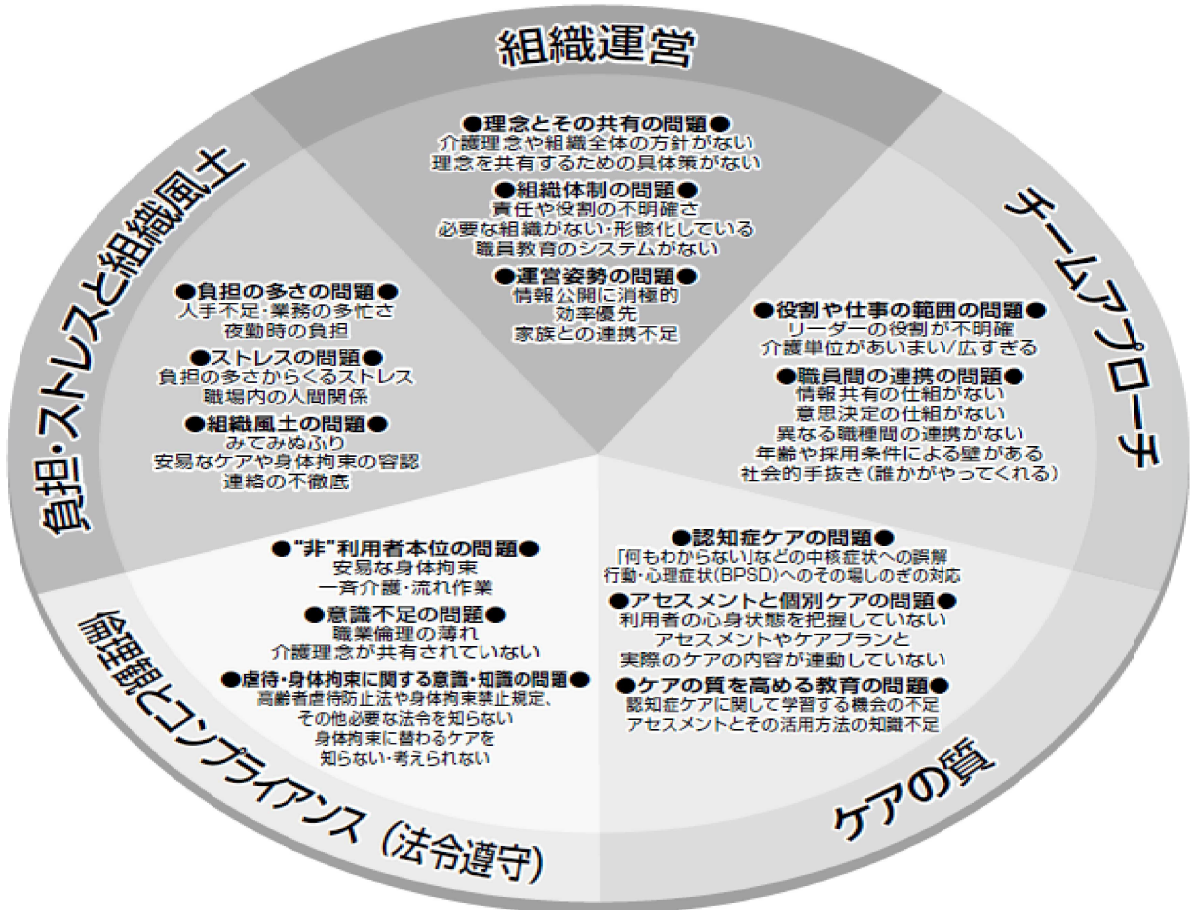 組織運営
●理念とその共有の問題●
介護理念や組織全体の方針がない
理念を共有するための具体策がない
●組織体制の問題●
責任や役割の不明確さ
必要な組織がない・形骸化している
職員教育のシステムがない
●運営姿勢の問題●
情報公開に消極的
効率優先
家族との連携不足
チームアプローチ
●役割や仕事の範囲の問題●
リーダーの役割が不明確
介護単位があいまい/広すぎる
●職員間の連携の問題●
情報共有の仕組がない
意思決定の仕組がない
異なる職種間の連携がない
年齢や採用条件による壁がある
社会的手抜き(誰かがやってくれる)
ケアの質
●認知症ケアの問題●
「何もわからない」などの中核症状への誤解
行動・心理症状(BPSD)へのその場しのぎの対応
●アセスメントと個別ケアの問題●
利用者の心身状態を把握していない
アセスメントやケアプランと
実際のケアの内容が連動していない
●ケアの質を高める教育の問題●
認知症ケアに関して学習する機会の不足
アセスメントとその活用方法の知識不足
倫理観とコンプライアンス（法令遵守）
●“非”利用者本位の問題●
安易な身体拘束
一斉介護・流れ作業
●意識不足の問題●
職業倫理の薄れ
介護理念が共有されていない
●虐待・身体拘束に関する意識・知識の問題●
高齢者虐待防止法や身体拘束禁止規定、
その他必要な法令を知らない
身体拘束に替わるケアを
知らない・考えられない
負担・ストレスと組織風土
●負担の多さの問題●
人手不足・業務の多忙さ
夜勤時の負担
●ストレスの問題●
負担の多さからくるストレス
職場内の人間関係
●組織風土の問題●
みてみぬふり
安易なケアや身体拘束の容認
連絡の不徹底